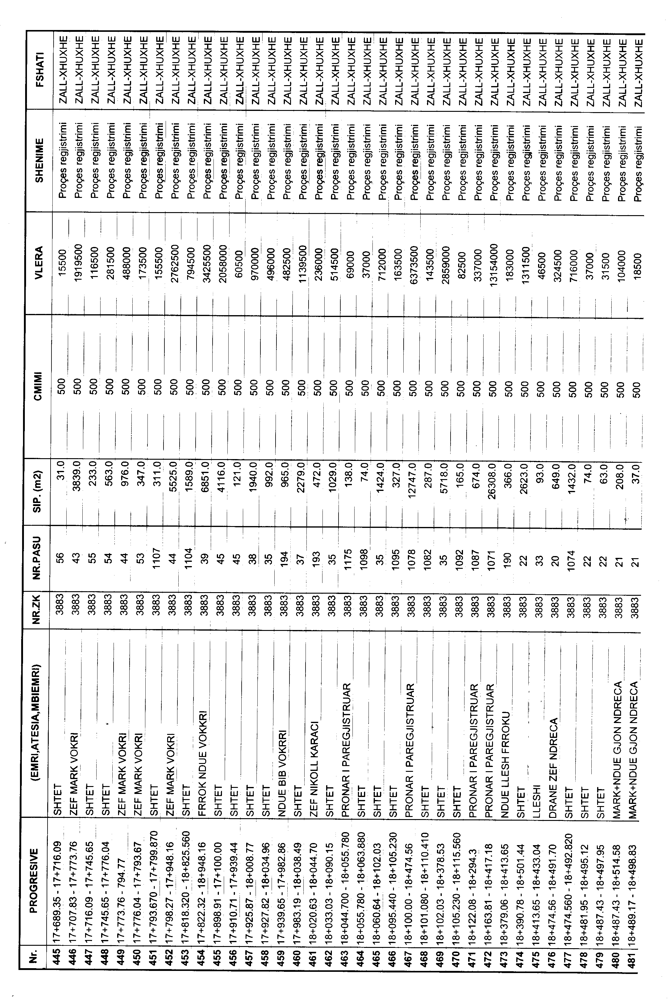 Nr. PROGRESIVE (EMRI,ATESIA,MBIEMRI) NR.ZK NR.PASU SIP. (m2) CMIMI VLERA SHENIME FSHATI
445 17+689.35 - 17+716.09 SHTET 3883 56 31.0 500 15500 Proçes regjistrimi ZALL-XHUXHE
446 17+707.83 - 17+773.76 ZEF MARK VOKRI 3883 43 3839.0 500 1919500 Proçes regjistrimi ZALL-XHUXHE
447 17+716.09 - 17+745.65 SHTET 3883 55 233.0 500 116500 Proçes regjistrimi ZALL-XHUXHE
448 17+745.65 - 17+776.04 SHTET 3883 54 563.0 500 281500 Proçes regjistrimi ZALL-XHUXHE
449 17+773.76 - 794.77 ZEF MARK VOKRI 3883 44 976.0 500 488000 Proçes regjistrimi ZALL-XHUXHE
450 17+776.04 - 17+793.67 ZEF MARK VOKRI 3883 53 347.0 500 173500 Proçes regjistrimi ZALL-XHUXHE
451 17+793.670 - 17+799.870 SHTET 3883 1107 311.0 500 155500 Proçes regjistrimi ZALL-XHUXHE
452 17+798.27 - 17+948.16 ZEF MARK VOKRI 3883 44 5525.0 500 2762500 Proçes regjistrimi ZALL-XHUXHE
453 17+818.320 - 18+825.560 SHTET 3883 1104 1589.0 500 794500 Proçes regjistrimi ZALL-XHUXHE
454 17+822.32 - 18+948.16 FRROK NDUE VOKKRI 3883 39 6851.0 500 3425500 Proçes regjistrimi ZALL-XHUXHE
455 17+898.91 - 17+100.00 SHTET 3883 45 4116.0 500 2058000 Proçes regjistrimi ZALL-XHUXHE
456 17+910.71 - 17+939.44 SHTET 3883 45 121.0 500 60500 Proçes regjistrimi ZALL-XHUXHE
457 17+925.87 - 18+008.77 SHTET 3883 38 1940.0 500 970000 Proçes regjistrimi ZALL-XHUXHE
458 17+927.82 - 18+034.96 SHTET 3883 35 992.0 500 496000 Proçes regjistrimi ZALL-XHUXHE
459 17+939.65 - 17+982.86 NDUE BIB VOKRRI 3883 194 965.0 500 482500 Proçes regjistrimi ZALL-XHUXHE
460 17+983.19 - 18+038.49 SHTET 3883 37 2279.0 500 1139500 Proçes regjistrimi ZALL-XHUXHE
461 18+020.63 - 18+044.70 ZEF NIKOLL KARACI 3883 193 472.0 500 236000 Proçes regjistrimi ZALL-XHUXHE
462 18+033.03 - 18+090.15 SHTET 3883 35 1029.0 500 514500 Proçes regjistrimi ZALL-XHUXHE
463 18+044.700 - 18+055.780 PRONAR I PAREGJISTRUAR 3883 1175 138.0 500 69000 Proçes regjistrimi ZALL-XHUXHE
464 18+055.780 - 18+063.880 SHTET 3883 1098 74.0 500 37000 Proçes regjistrimi ZALL-XHUXHE
465 18+060.64 - 18+102.03 SHTET 3883 35 1424.0 500 712000 Proçes regjistrimi ZALL-XHUXHE
466 18+095.440 - 18+105.230 SHTET 3883 1095 327.0 500 163500 Proçes regjistrimi ZALL-XHUXHE
467 18+100.00 - 18+474.56 PRONAR I PAREGJISTRUAR 3883 1078 12747.0 500 6373500 Proçes regjistrimi ZALL-XHUXHE
468 18+101.080 - 18+110.410 SHTET 3883 1082 287.0 500 143500 Proçes regjistrimi ZALL-XHUXHE
469 18+102.03 - 18+378.53 SHTET 3883 35 5718.0 500 2859000 Proçes regjistrimi ZALL-XHUXHE
470 18+105.230 - 18+115.560 SHTET 3883 1092 165.0 500 82500 Proçes regjistrimi ZALL-XHUXHE
471 18+122.08 - 18+294.3 PRONAR I PAREGJISTRUAR 3883 1087 674.0 500 337000 Proçes regjistrimi ZALL-XHUXHE
472 18+163.81 - 18+417.18 PRONAR I PAREGJISTRUAR 3883 1071 26308.0 500 13154000 Proçes regjistrimi ZALL-XHUXHE
473 18+379.06 - 18+413.65 NDUE LLESH FRROKU 3883 190 366.0 500 183000 Proçes regjistrimi ZALL-XHUXHE
474 18+390.78 - 18+501.44 SHTET 3883 22 2623.0 500 1311500 Proçes regjistrimi ZALL-XHUXHE
475 18+413.65 - 18+433.04 LLESHI 3883 33 93.0 500 46500 Proçes regjistrimi ZALL-XHUXHE
476 18+474.56 - 18+491.70 DRANE ZEF NDRECA 3883 20 649.0 500 324500 Proçes regjistrimi ZALL-XHUXHE
477 18+474.560 - 18+492.820 SHTET 3883 1074 1432.0 500 716000 Proçes regjistrimi ZALL-XHUXHE
478 18+481.95 - 18+495.12 SHTET 3883 22 74.0 500 37000 Proçes regjistrimi ZALL-XHUXHE
479 18+487.43 - 18+497.95 SHTET 3883 22 63.0 500 31500 Proçes regjistrimi ZALL-XHUXHE
480 18+487.43 - 18+514.58 MARK+NDUE GJON NDRECA 3883 21 208.0 500 104000 Proçes regjistrimi ZALL-XHUXHE
481 18+489.17 - 18+498.83 MARK+NDUE GJON NDRECA 3883 21 37.0 500 18500 Proçes regjistrimi ZALL-XHUXHE